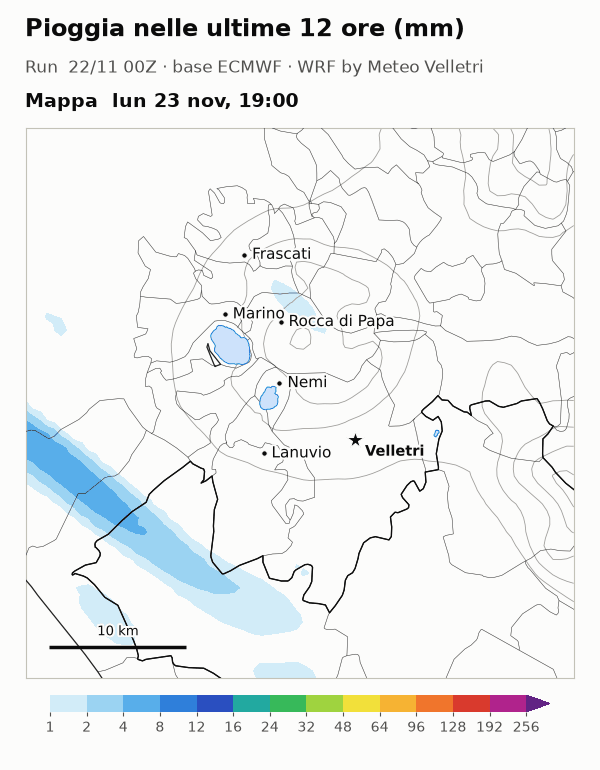 Pioggia nelle ultime 12 ore (mm)
Run  22/11 00Z · base ECMWF · WRF by Meteo Velletri
Mappa  lun 23 nov, 19:00
Frascati
Marino
Rocca di Papa
Nemi
Velletri
Lanuvio
10 km
1 2 4 8 12 16 24 32 48 64 96 128 192 256